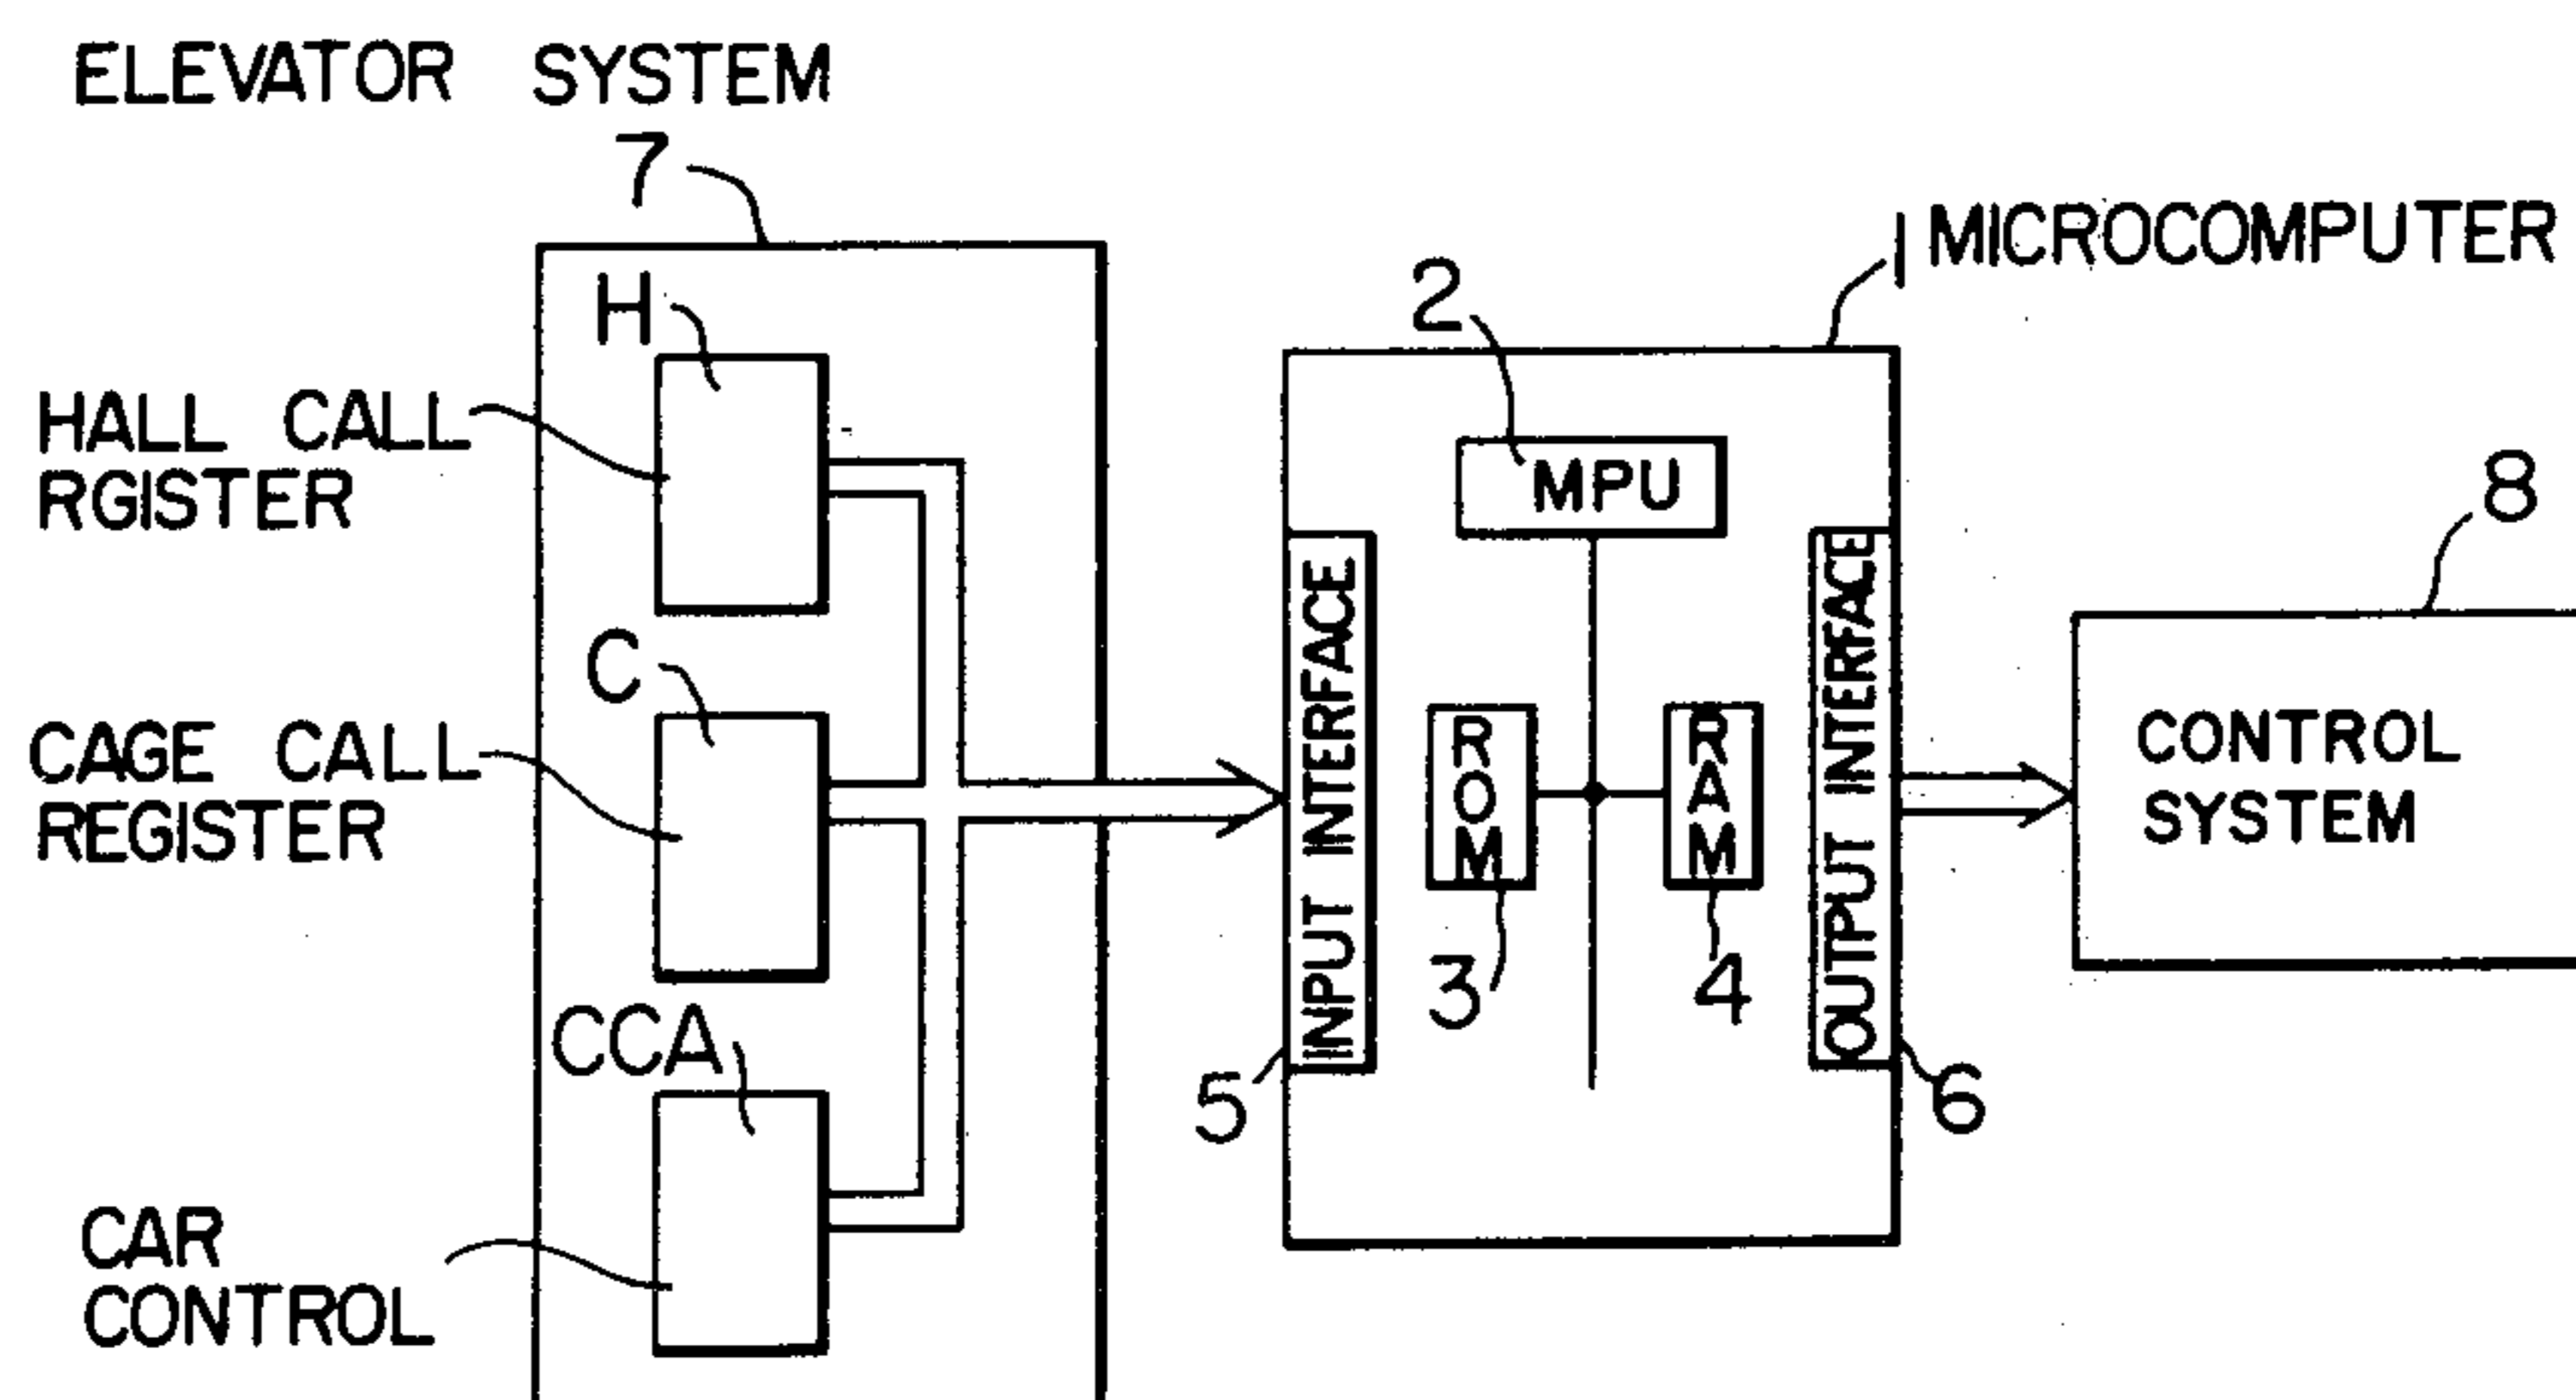 ELEVATOR SYSTEM
7
1 MICROCOMPUTER
H
2
HALL CALL
RGISTER
MPU
8
C
INPUT INTERFACE
OUTPUT INTERFACE
CAGE CALL
REGISTER
ROM
RAM
CONTROL
SYSTEM
3
4
CCA
5
6
CAR
CONTROL